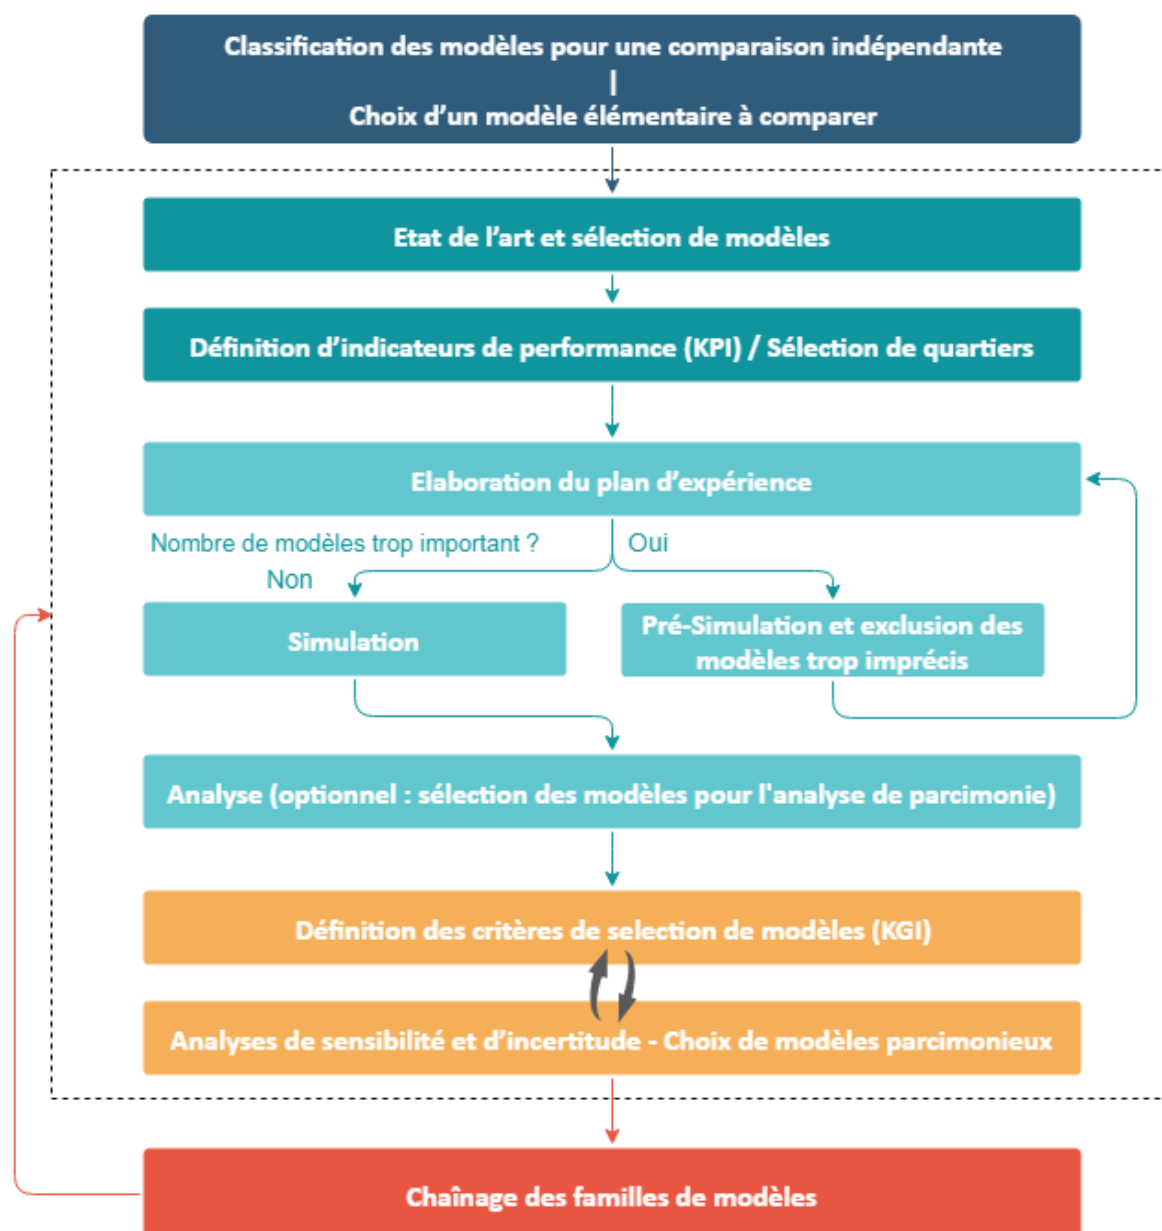 Classification des modèles pour une comparaison indépendante
|
Choix d’un modèle élémentaire à comparer
Etat de l’art et sélection de modèles
Définition d’indicateurs de performance (KPI) / Sélection de quartiers
Elaboration du plan d’expérience
Nombre de modèles trop important ?
Oui
Non
Simulation
Pré-Simulation et exclusion des
modèles trop imprécis
Analyse (optionnel : sélection des modèles pour l'analyse de parcimonie)
Définition des critères de selection de modèles (KGI)
Analyses de sensibilité et d’incertitude - Choix de modèles parcimonieux
Chaînage des familles de modèles